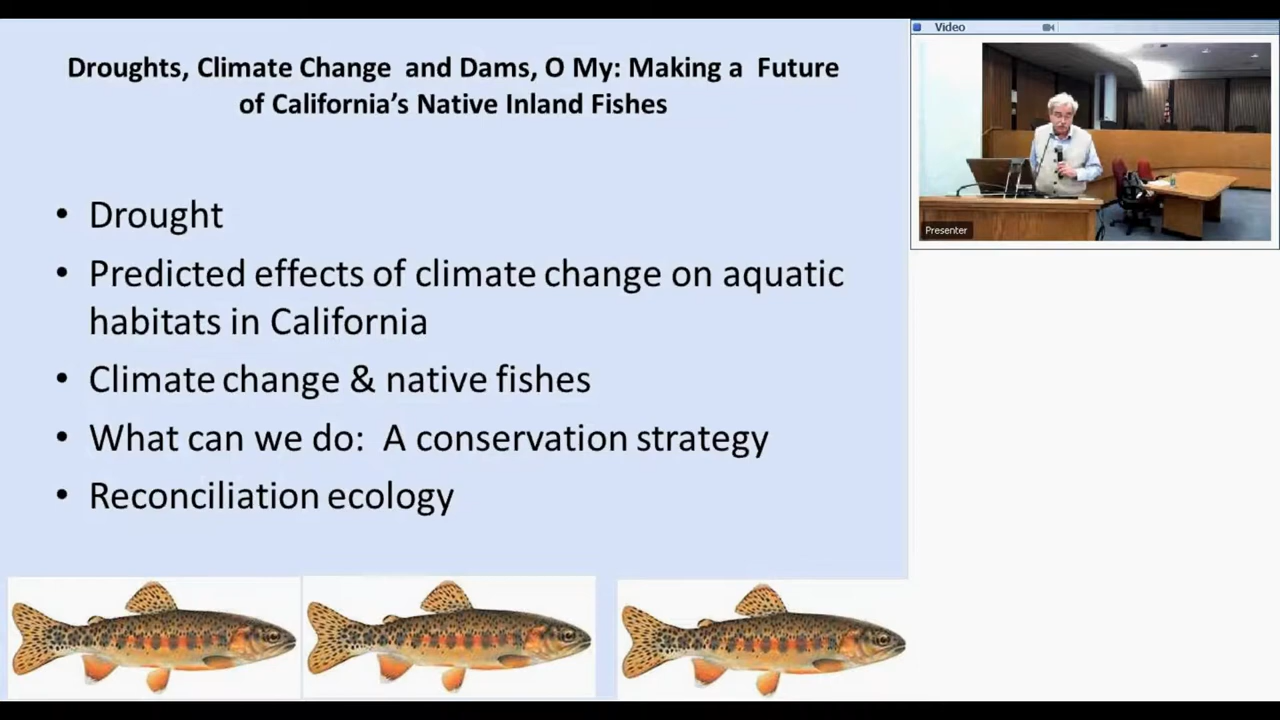 Droughts, Climate Change and Dams, O My: Making a Future
of California's Native Inland Fishes
• Drought
• Predicted effects of climate change on aquatic
habitats in California
• Climate change & native fishes
• What can we do: A conservation strategy
• Reconciliation ecology
Video
Presenter